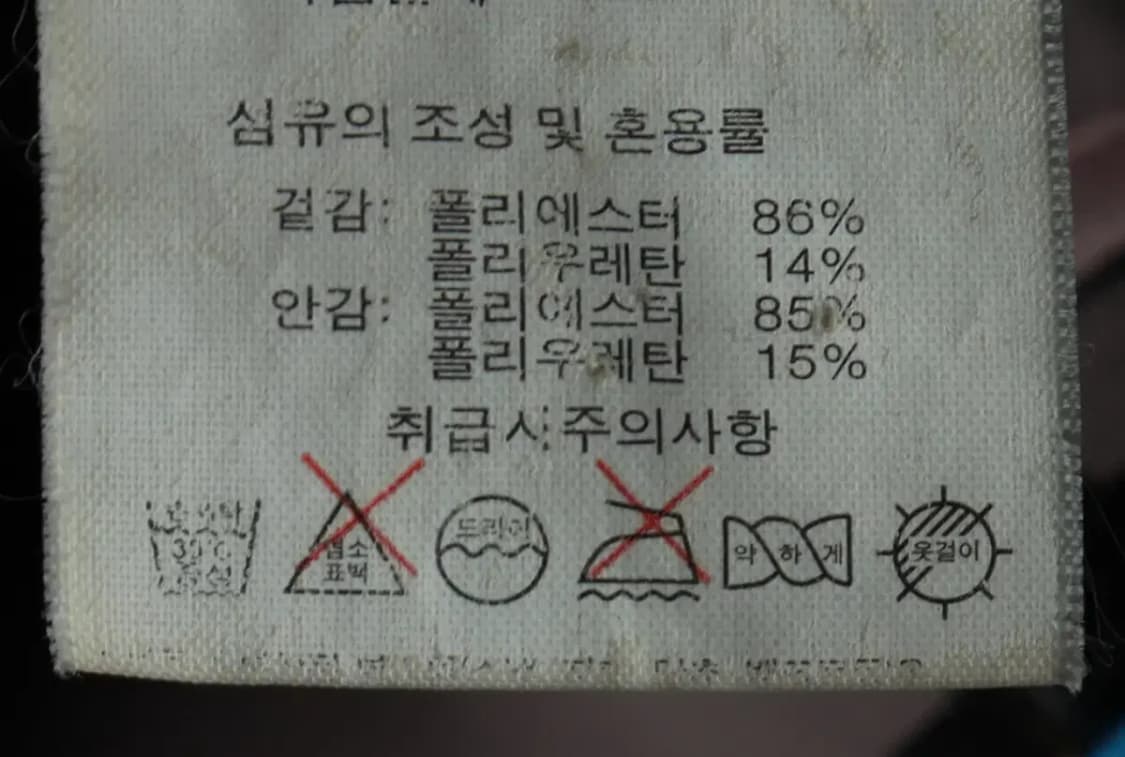 섬유의 조성 및 혼용률
겉감: 폴리에스터 86%
폴리우레탄 14%
안감: 폴리에스터 85%
폴리우레탄 15%
취급시주의사항
30°C
중성
염소
표백
드라이
약하게
옷걸이